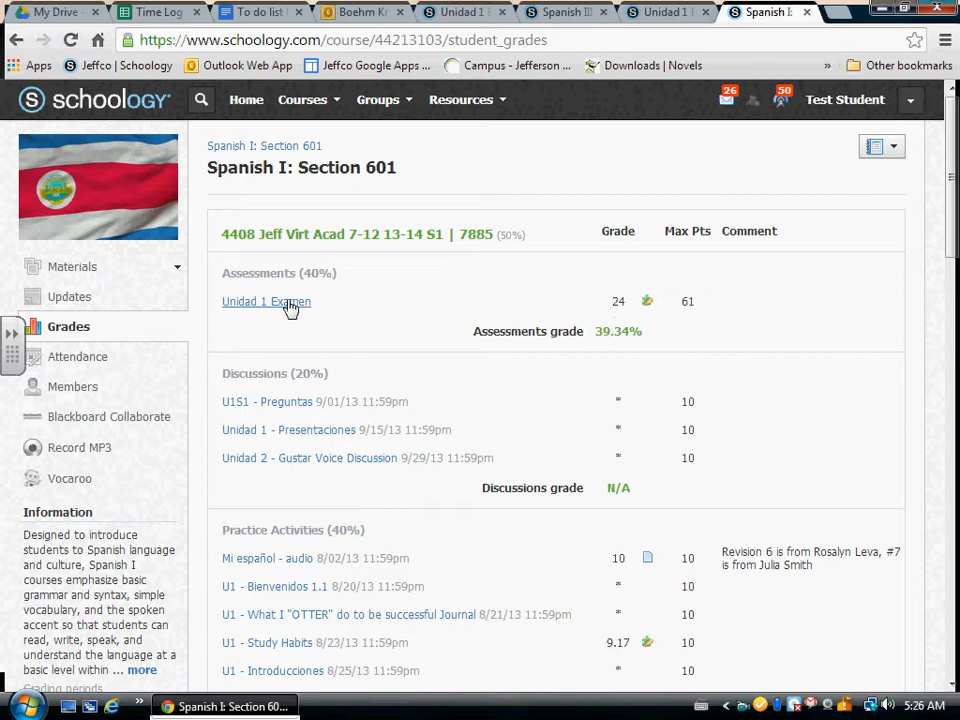 My Drive
Time Log
To do list
Boehm Kr
Unidad 1
Spanish II
Unidad 1
Spanish I:
https://www.schoology.com/course/44213103/student_grades
Apps
Jeffco | Schoology
Outlook Web App
Jeffco Google Apps ...
Campus - Jefferson ...
Downloads | Novels
»
Other bookmarks
S schoology
Home
Courses
Groups
Resources
26
50
Test Student
Spanish I: Section 601
Spanish I: Section 601
Materials
Updates
Grades
Attendance
Members
Blackboard Collaborate
Record MP3
Vocaroo
Information
Designed to introduce
students to Spanish language
and culture, Spanish I
courses emphasize basic
grammar and syntax, simple
vocabulary, and the spoken
accent so that students can
read, write, speak, and
understand the language at a
basic level within ... more
Grading periods
4408 Jeff Virt Acad 7-12 13-14 S1 | 7885 (50%) Grade Max Pts Comment
Assessments (40%)
Unidad 1 Examen 24 61
Assessments grade 39.34%
Discussions (20%)
U1S1 - Preguntas 9/01/13 11:59pm * 10
Unidad 1 - Presentaciones 9/15/13 11:59pm * 10
Unidad 2 - Gustar Voice Discussion 9/29/13 11:59pm * 10
Discussions grade N/A
Practice Activities (40%)
Mi español - audio 8/02/13 11:59pm 10 10 Revision 6 is from Rosalyn Leva, #7
is from Julia Smith
U1 - Bienvenidos 1.1 8/20/13 11:59pm * 10
U1 - What I "OTTER" do to be successful Journal 8/21/13 11:59pm * 10
U1 - Study Habits 8/23/13 11:59pm 9.17 10
U1 - Introducciones 8/25/13 11:59pm * 10
»
Spanish I: Section 60...
5:26 AM